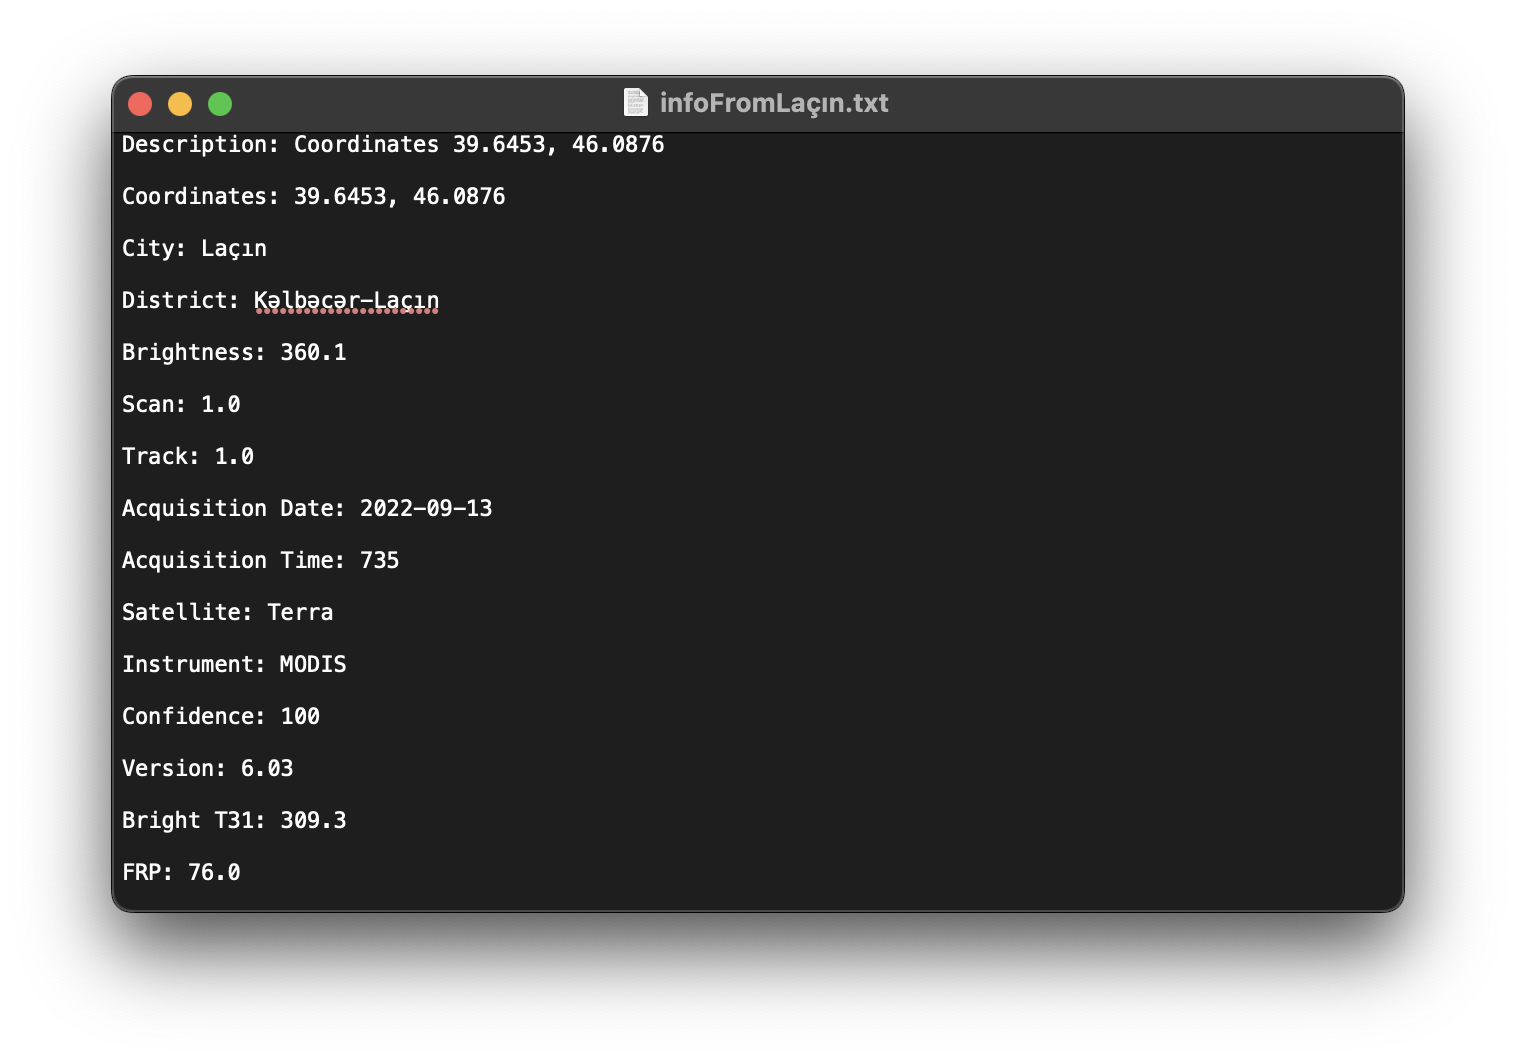 infoFromLaçın.txt
Description: Coordinates 39.6453, 46.0876
Coordinates: 39.6453, 46.0876
City: Laçın
District: Kəlbəcər-Laçın
Brightness: 360.1
Scan: 1.0
Track: 1.0
Acquisition Date: 2022-09-13
Acquisition Time: 735
Satellite: Terra
Instrument: MODIS
Confidence: 100
Version: 6.03
Bright T31: 309.3
FRP: 76.0